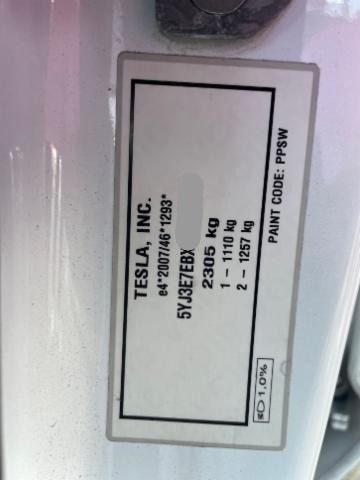 TESLA, INC.
e4*2007/46*1293*
5YJ3E7EBX
2305 kg
1 - 1110 kg
2 - 1257 kg
1.0%
PAINT CODE: PPSW